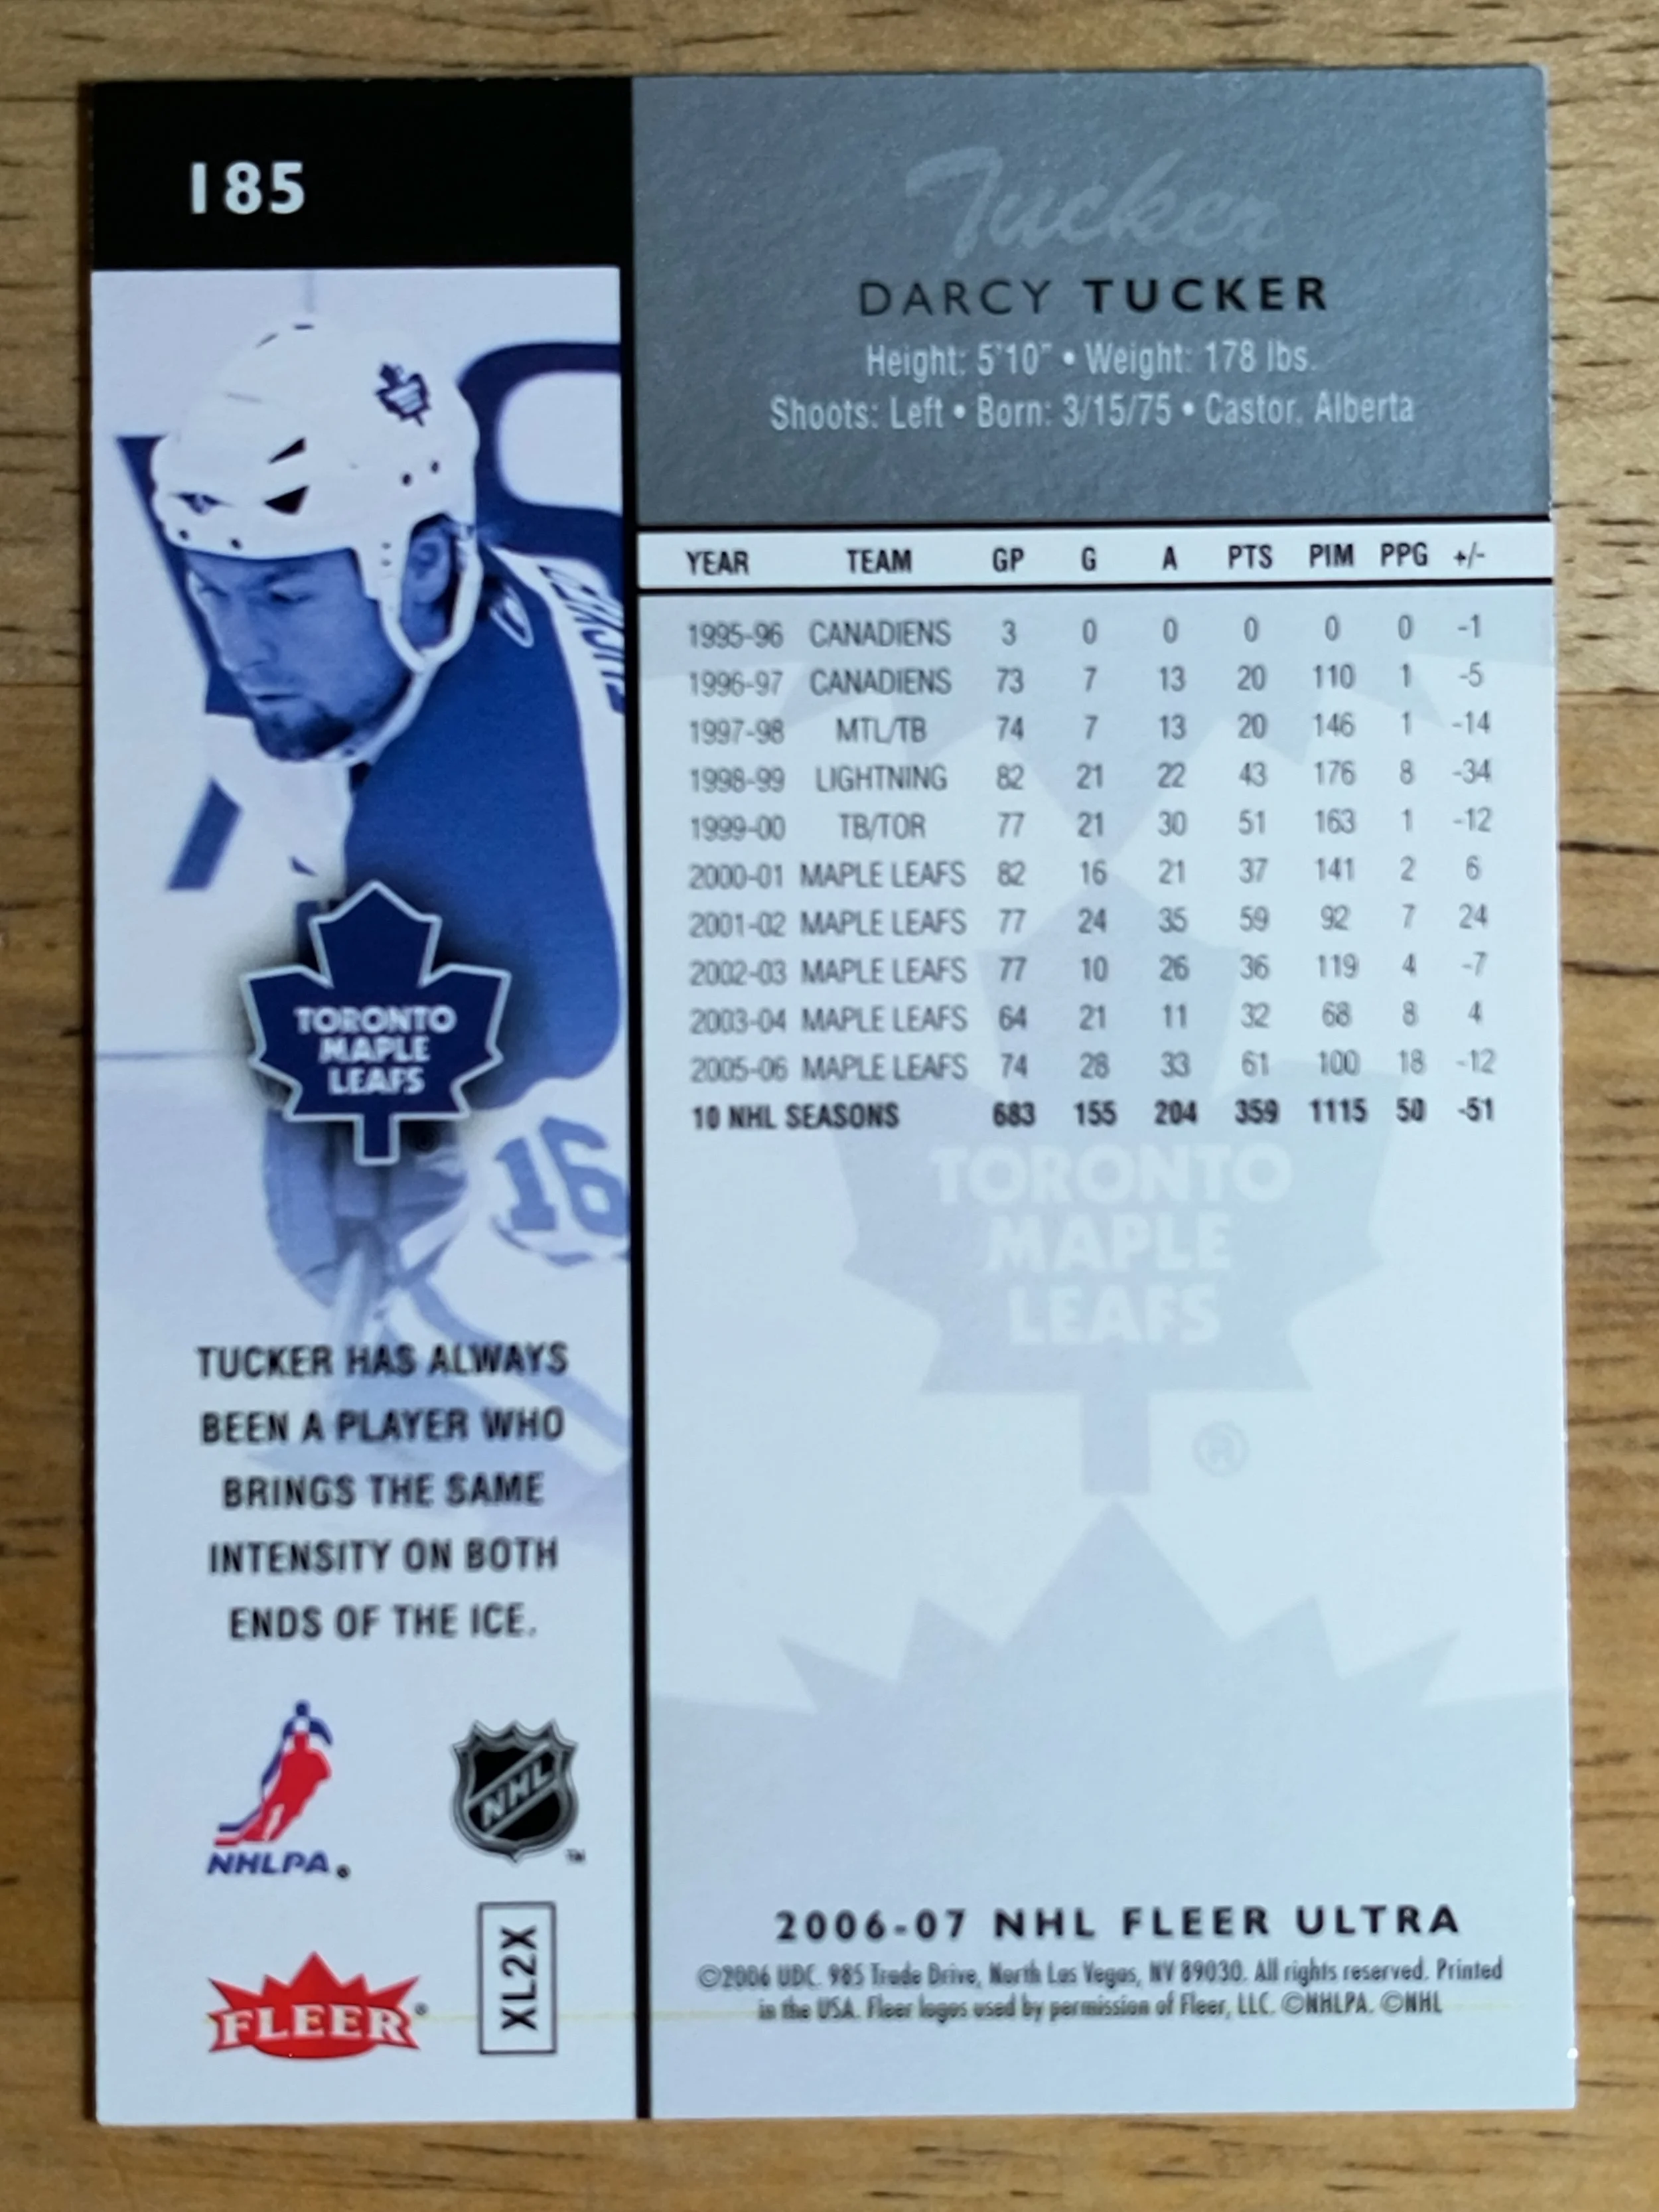 185
Tucker
DARCY TUCKER
Height: 5'10" • Weight: 178 lbs.
Shoots: Left • Born: 3/15/75 • Castor, Alberta
YEAR TEAM GP G A PTS PIM PPG +/-
1995-96 CANADIENS 3 0 0 0 0 0 -1
1996-97 CANADIENS 73 7 13 20 110 1 -5
1997-98 MTL/TB 74 7 13 20 146 1 -14
1998-99 LIGHTNING 82 21 22 43 176 8 -34
1999-00 TB/TOR 77 21 30 51 163 1 -12
2000-01 MAPLE LEAFS 82 16 21 37 141 2 6
2001-02 MAPLE LEAFS 77 24 35 59 92 7 24
2002-03 MAPLE LEAFS 77 10 26 36 119 4 -7
2003-04 MAPLE LEAFS 64 21 11 32 68 8 4
2005-06 MAPLE LEAFS 74 28 33 61 100 18 -12
10 NHL SEASONS 683 155 204 359 1115 50 -51
TORONTO
MAPLE
LEAFS
®
TORONTO
MAPLE
LEAFS
16
TUCKER HAS ALWAYS
BEEN A PLAYER WHO
BRINGS THE SAME
INTENSITY ON BOTH
ENDS OF THE ICE.
NHLPA®
NHL™
FLEER®
XL2X
2006-07 NHL FLEER ULTRA
©2006 UDC. 985 Trade Drive, North Las Vegas, NV 89030. All rights reserved. Printed
in the USA. Fleer logos used by permission of Fleer, LLC. ©NHLPA. ©NHL